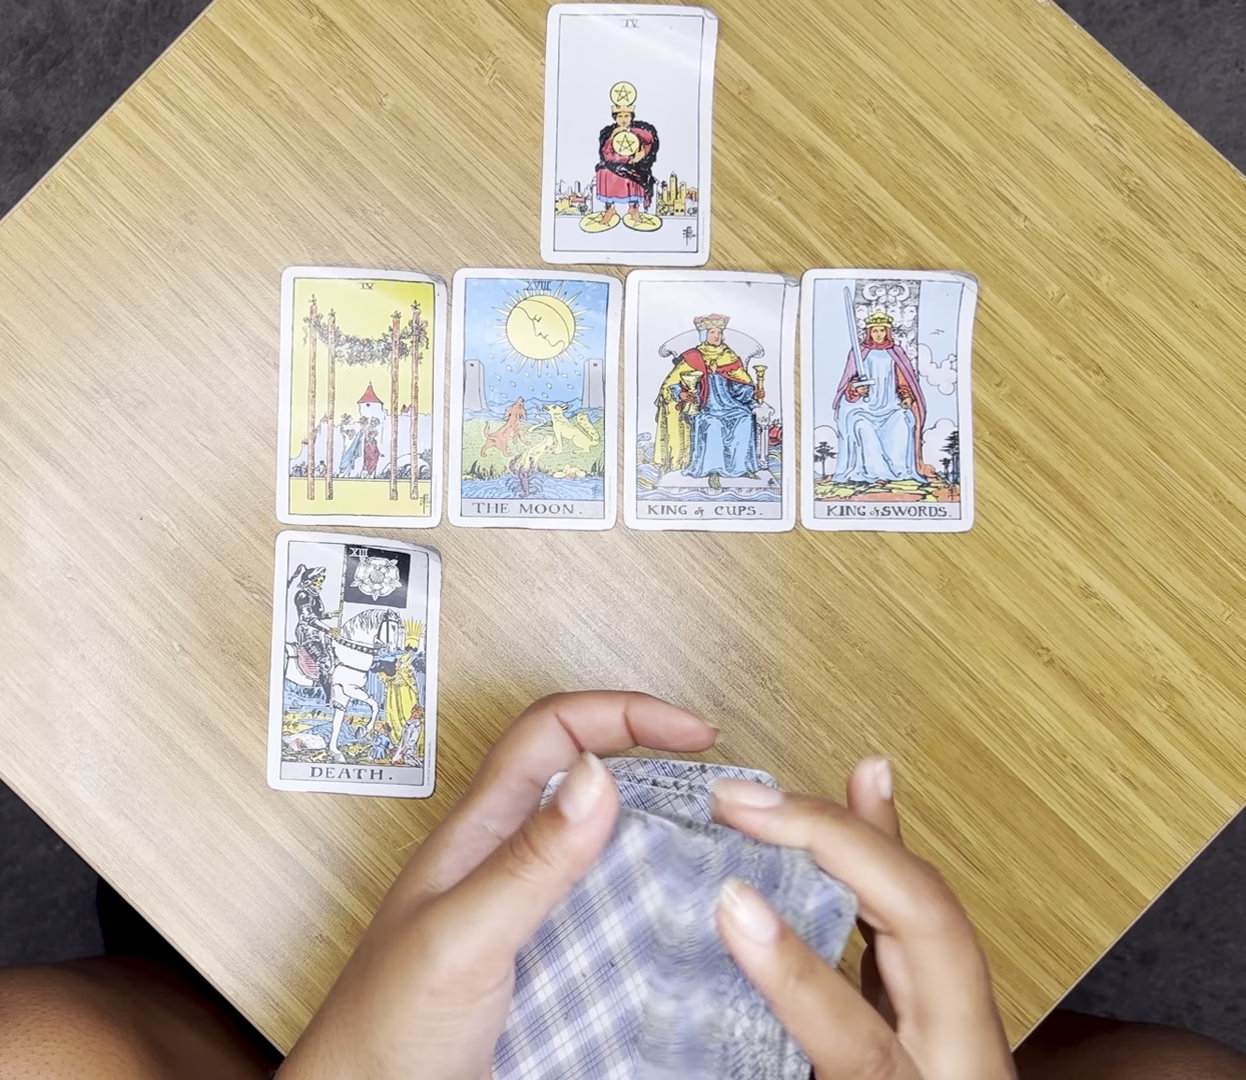 IV
IV
XVIII
THE MOON.
KING of CUPS.
KING of SWORDS.
XIII
DEATH.